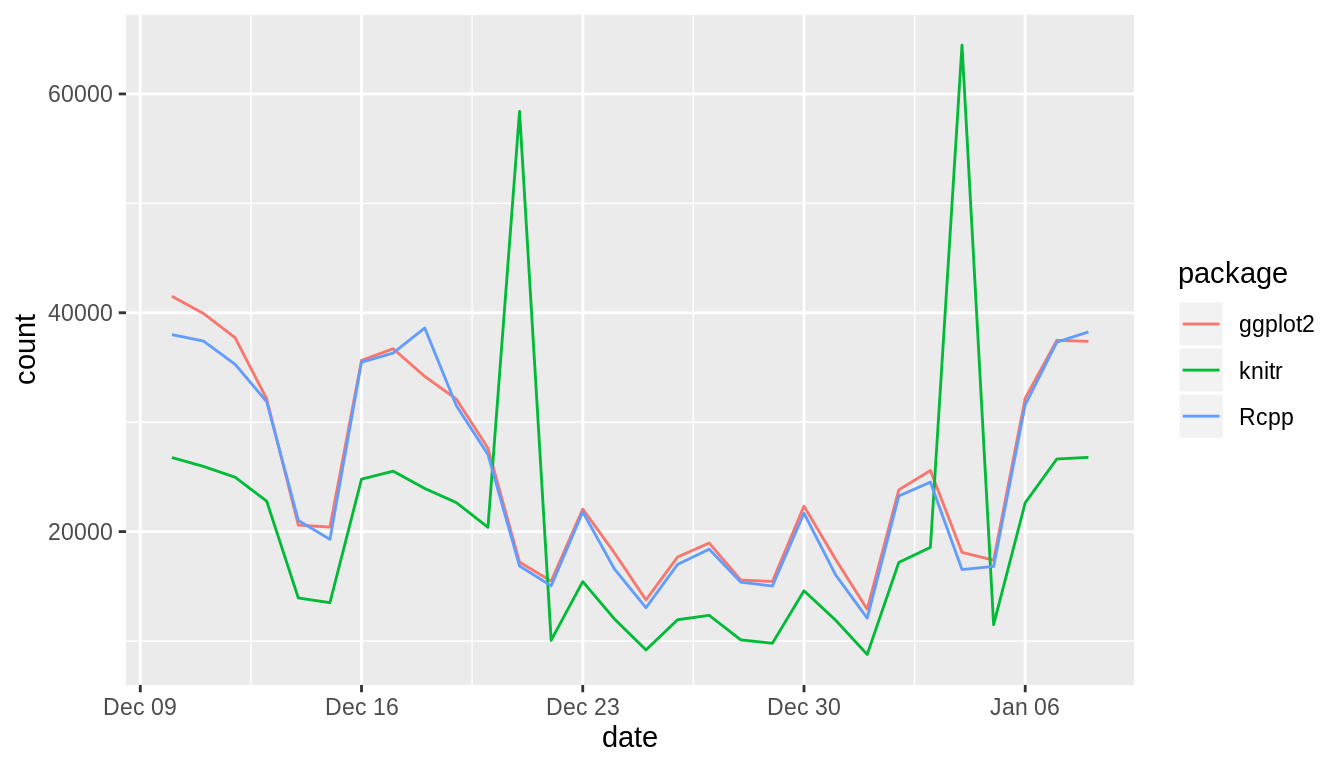 60000
40000
20000
count
Dec 09
Dec 16
Dec 23
Dec 30
Jan 06
date
package
ggplot2
knitr
Rcpp